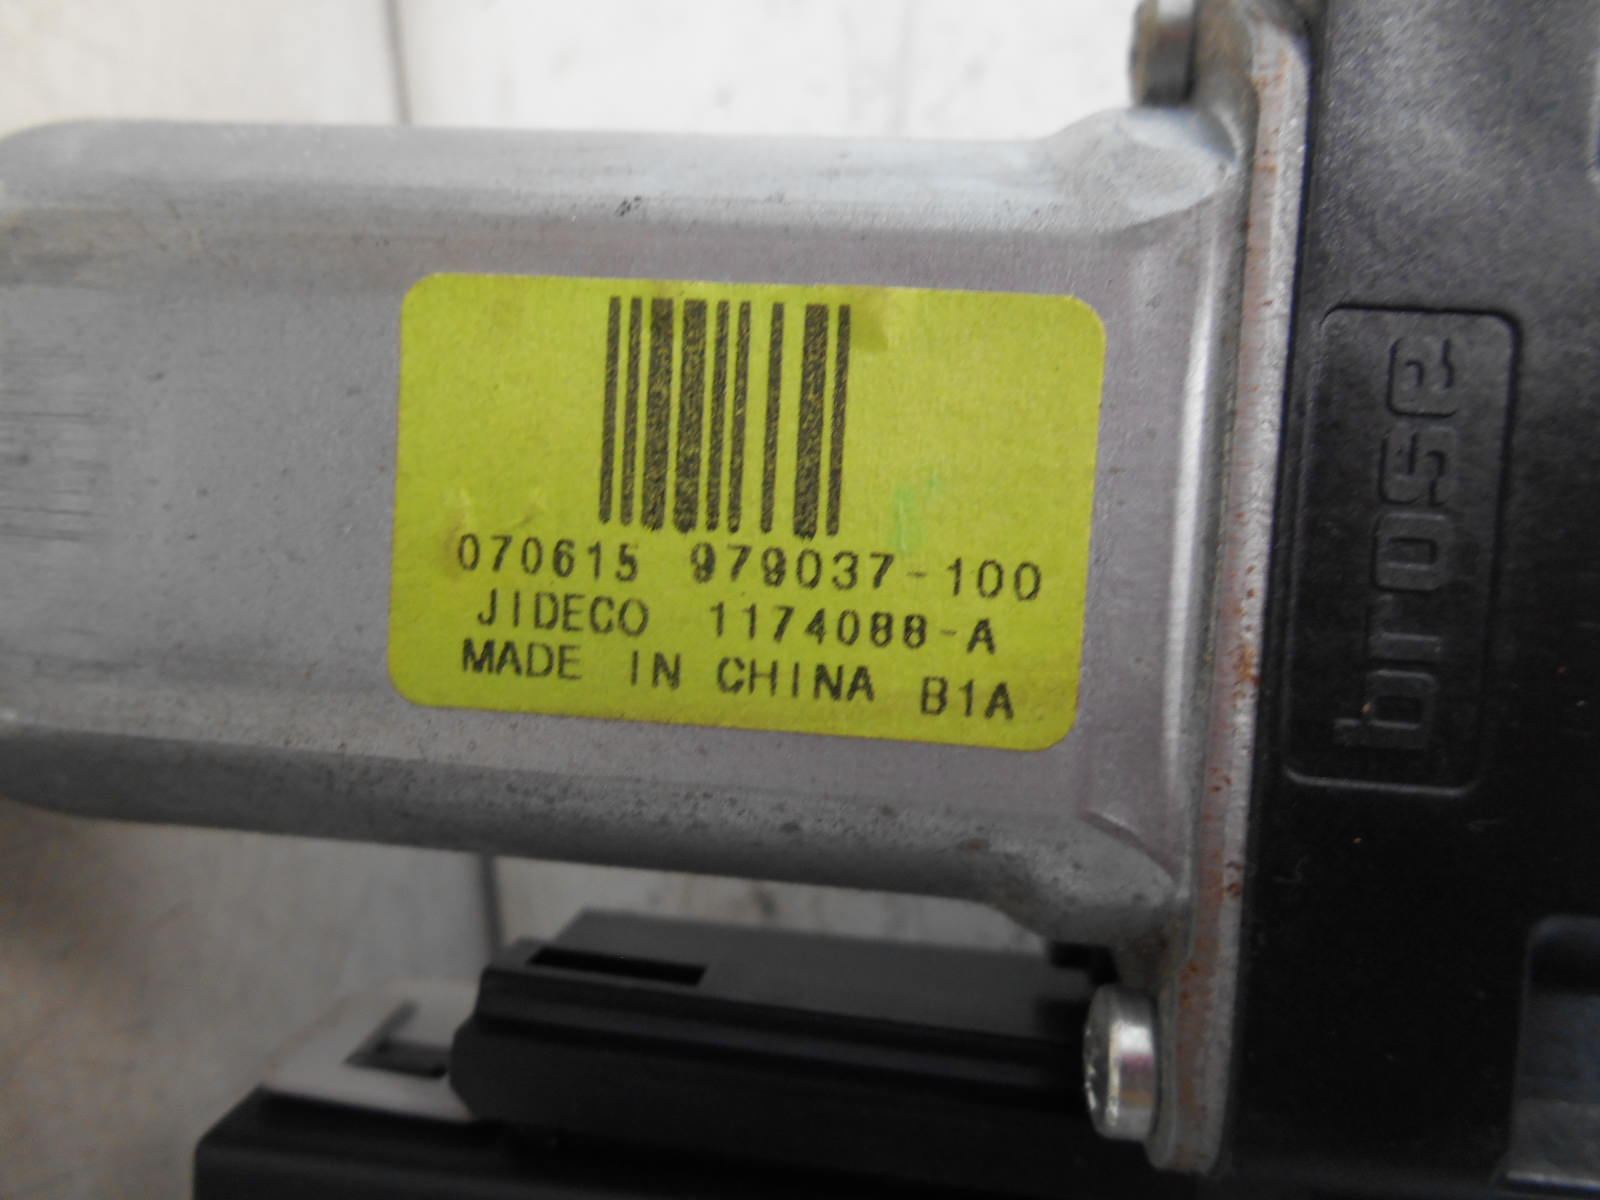 070615 979037-100
JIDECO 1174088-A
MADE IN CHINA B1A
brose